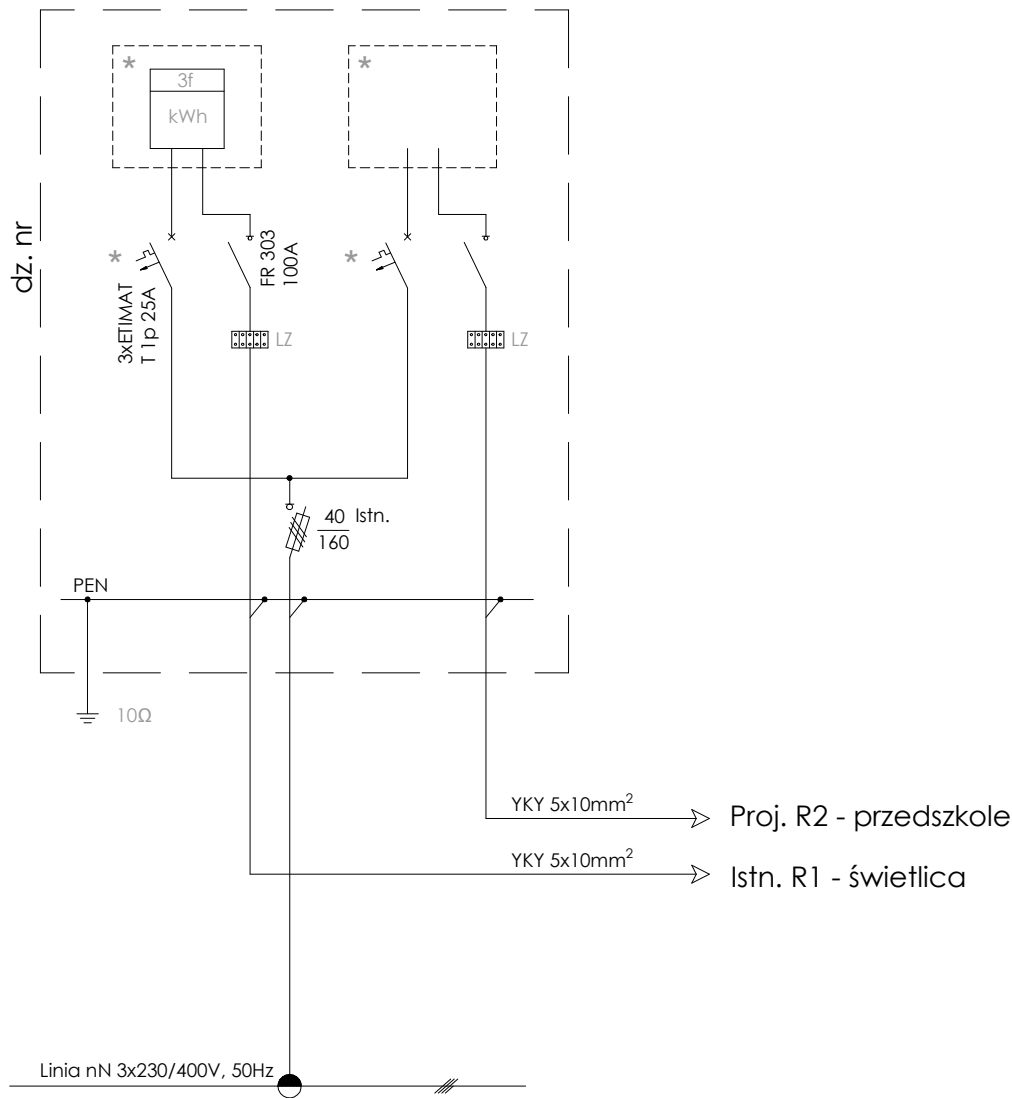 *
3f
kWh
*
dz. nr
*
3xETIMAT
T 1p 25A
FR 303
100A
*
LZ
LZ
40
160
Istn.
PEN
10Ω
YKY 5x10mm²
Proj. R2 - przedszkole
YKY 5x10mm²
Istn. R1 - świetlica
Linia nN 3x230/400V, 50Hz